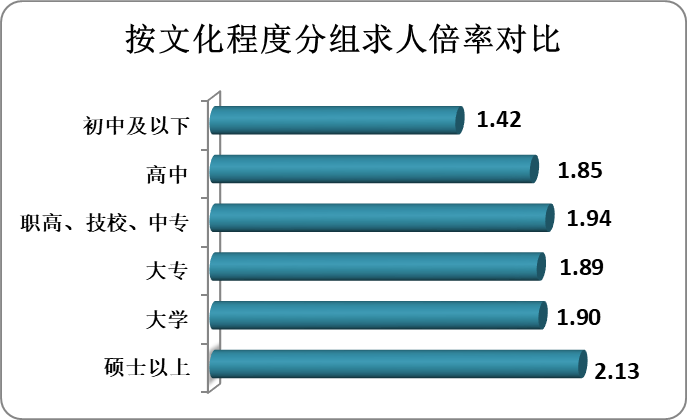 按文化程度分组求人倍率对比
初中及以下 1.42
高中 1.85
职高、技校、中专 1.94
大专 1.89
大学 1.90
硕士以上 2.13